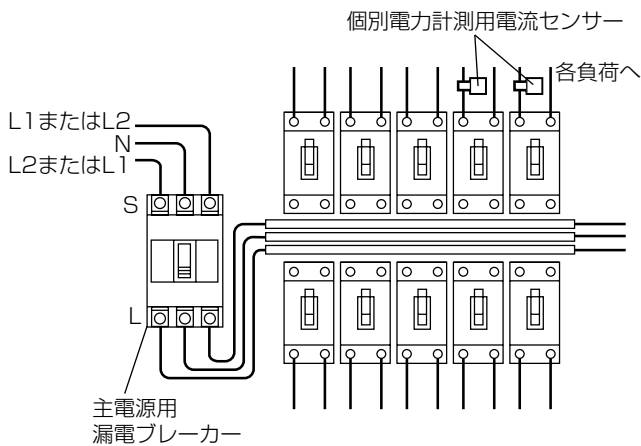 個別電力計測用電流センサー
各負荷へ
L1またはL2
N
L2またはL1
S
L
主電源用
漏電ブレーカー